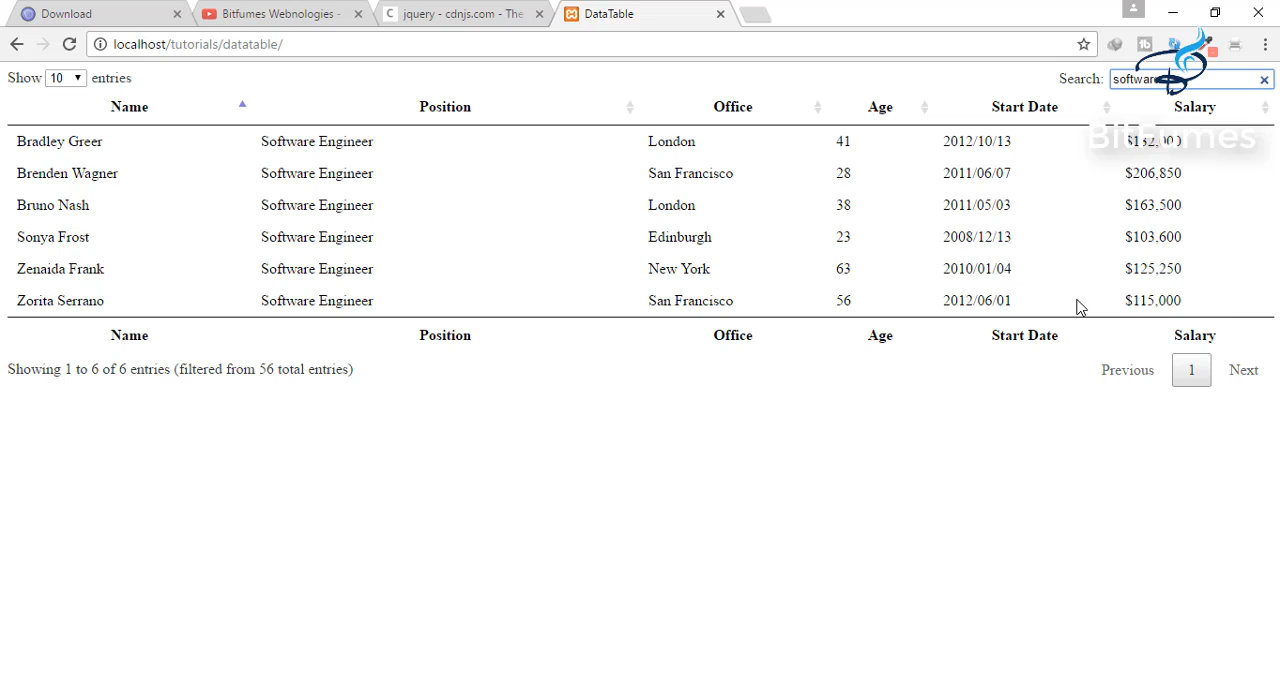 Download
Bitfumes Webnologies -
jquery - cdnjs.com - The
DataTable
localhost/tutorials/datatable/
1b
Show 10 entries
Search: software
Name Position Office Age Start Date Salary
Bradley Greer Software Engineer London 41 2012/10/13 $132,000
BitFumes
Brenden Wagner Software Engineer San Francisco 28 2011/06/07 $206,850
Bruno Nash Software Engineer London 38 2011/05/03 $163,500
Sonya Frost Software Engineer Edinburgh 23 2008/12/13 $103,600
Zenaida Frank Software Engineer New York 63 2010/01/04 $125,250
Zorita Serrano Software Engineer San Francisco 56 2012/06/01 $115,000
Name Position Office Age Start Date Salary
Showing 1 to 6 of 6 entries (filtered from 56 total entries)
Previous 1 Next